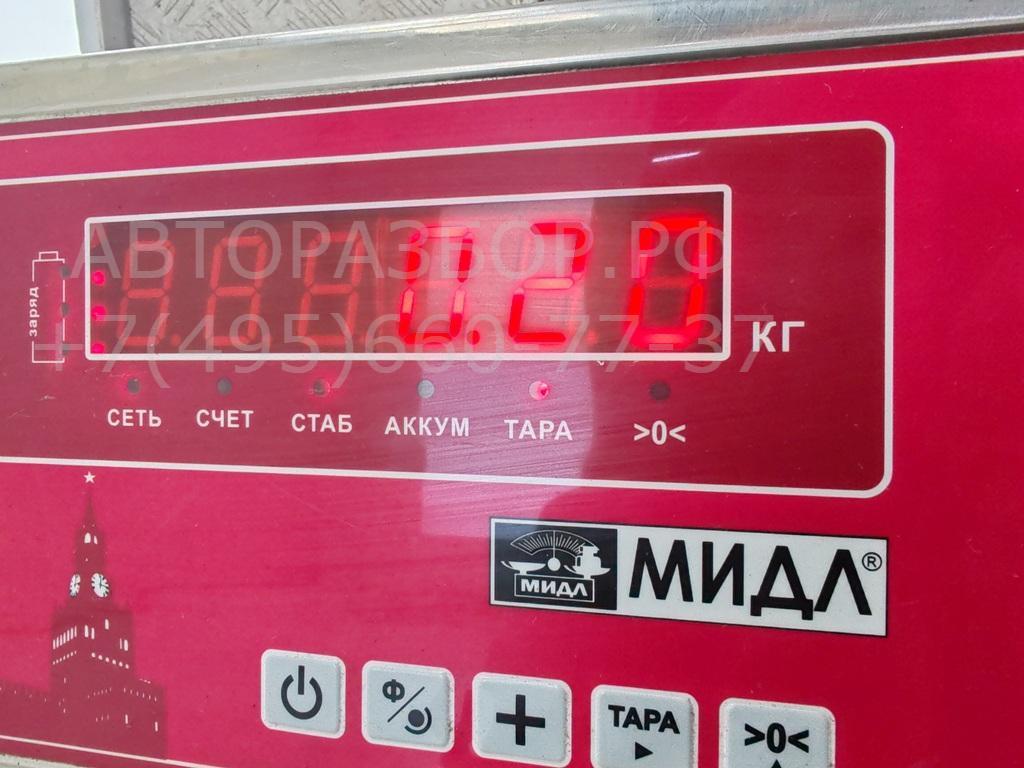 АВТОРАЗБОР.РФ
0.20
+7(495)660-77-37
КГ
заряд
СЕТЬ СЧЕТ СТАБ АККУМ ТАРА >0<
МИДЛ МИДЛ®
Ф
ТАРА >0<